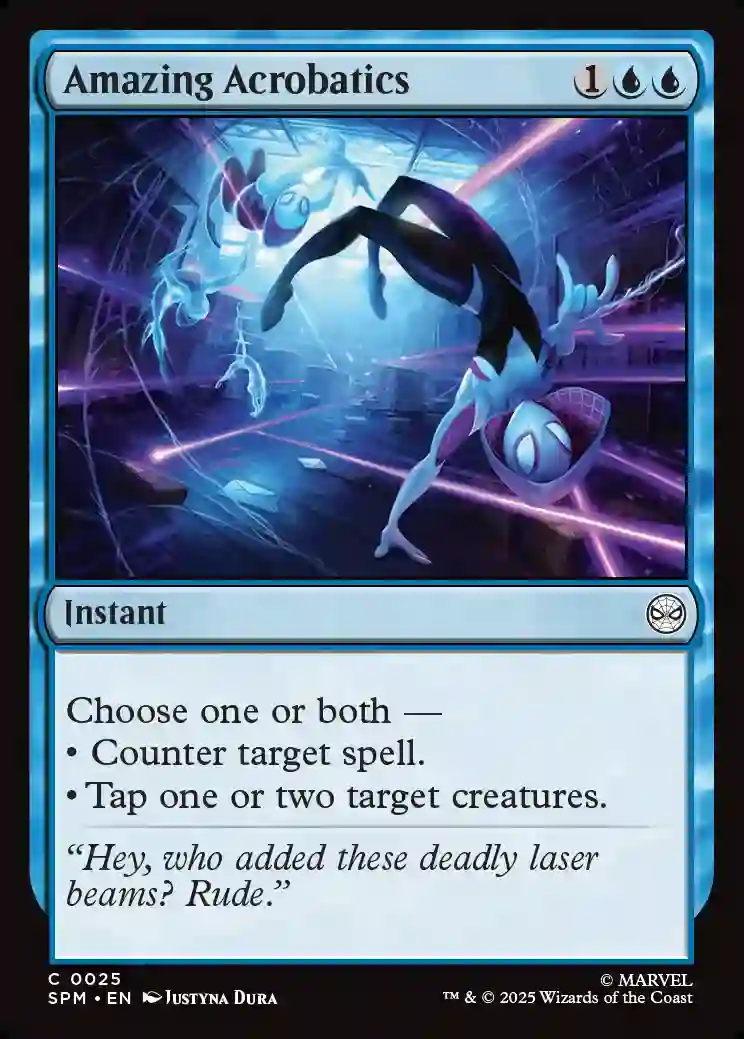 Amazing Acrobatics 1
Instant
Choose one or both —
• Counter target spell.
• Tap one or two target creatures.
“Hey, who added these deadly laser
beams? Rude.”
C 0025
SPM • EN Justyna Dura
© MARVEL
™ & © 2025 Wizards of the Coast